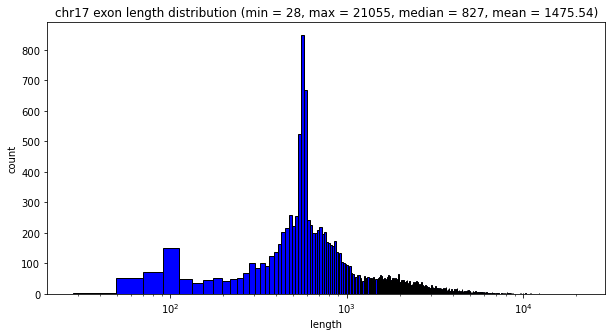 chr17 exon length distribution (min = 28, max = 21055, median = 827, mean = 1475.54)
800
700
600
500
400
300
200
100
0
count
10² 10³ 10⁴
length